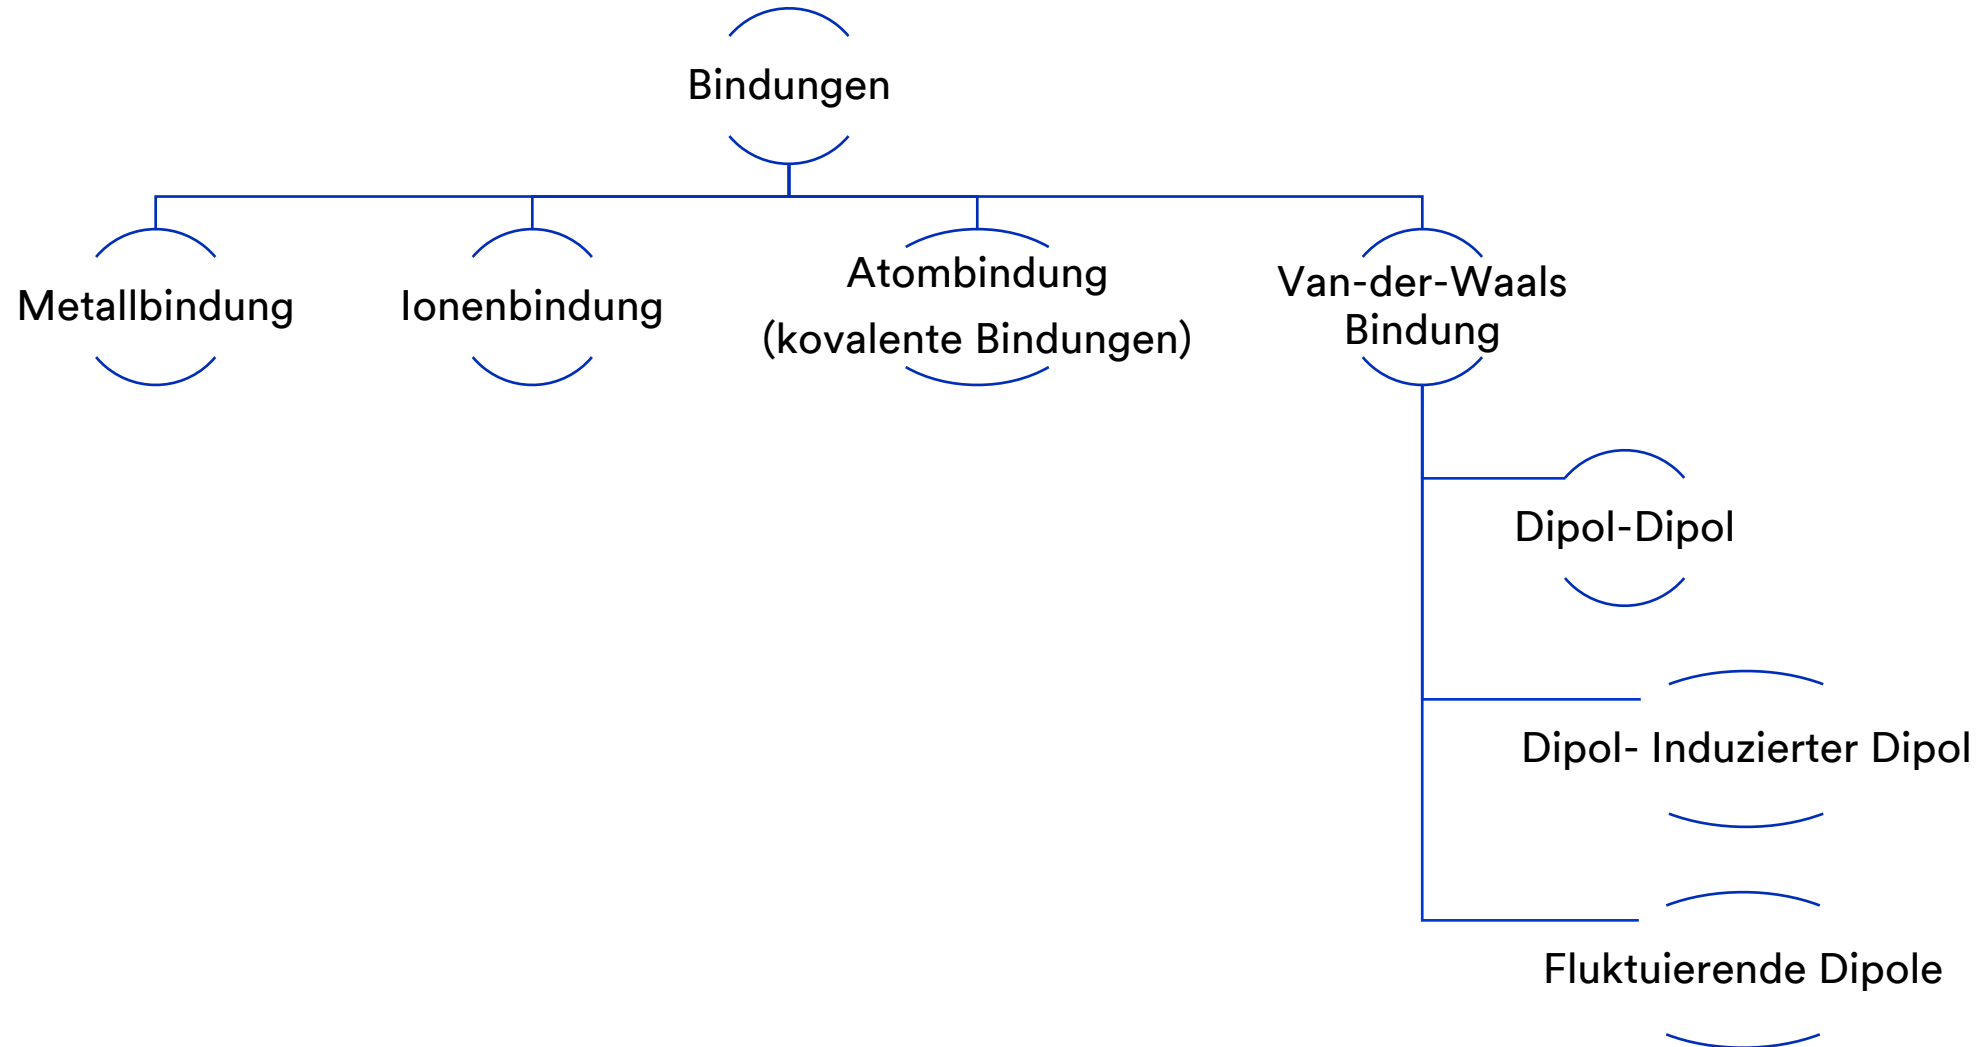 Bindungen
Metallbindung
Ionenbindung
Atombindung
(kovalente Bindungen)
Van-der-Waals
Bindung
Dipol-Dipol
Dipol- Induzierter Dipol
Fluktuierende Dipole